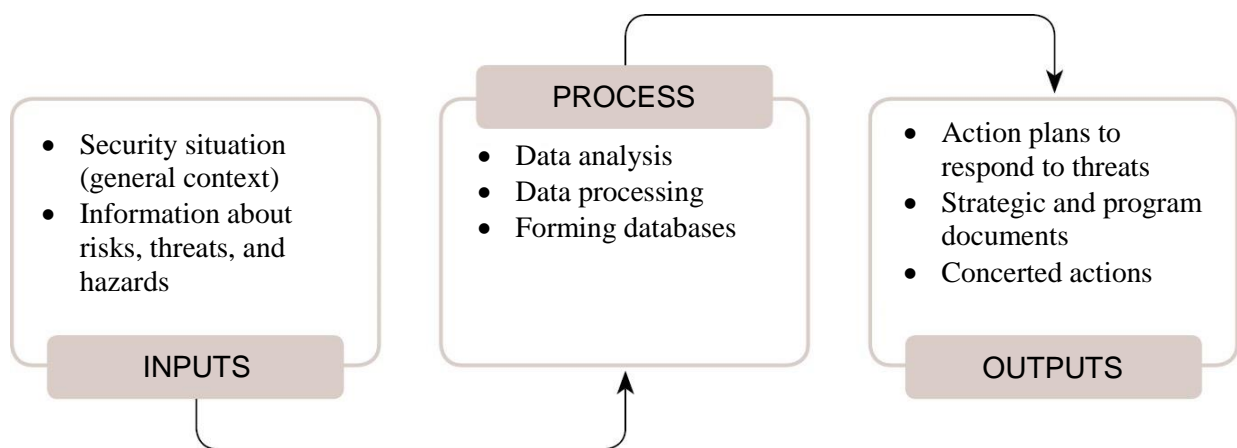 • Security situation
(general context)
• Information about
risks, threats, and
hazards
INPUTS
PROCESS
• Data analysis
• Data processing
• Forming databases
• Action plans to
respond to threats
• Strategic and program
documents
• Concerted actions
OUTPUTS